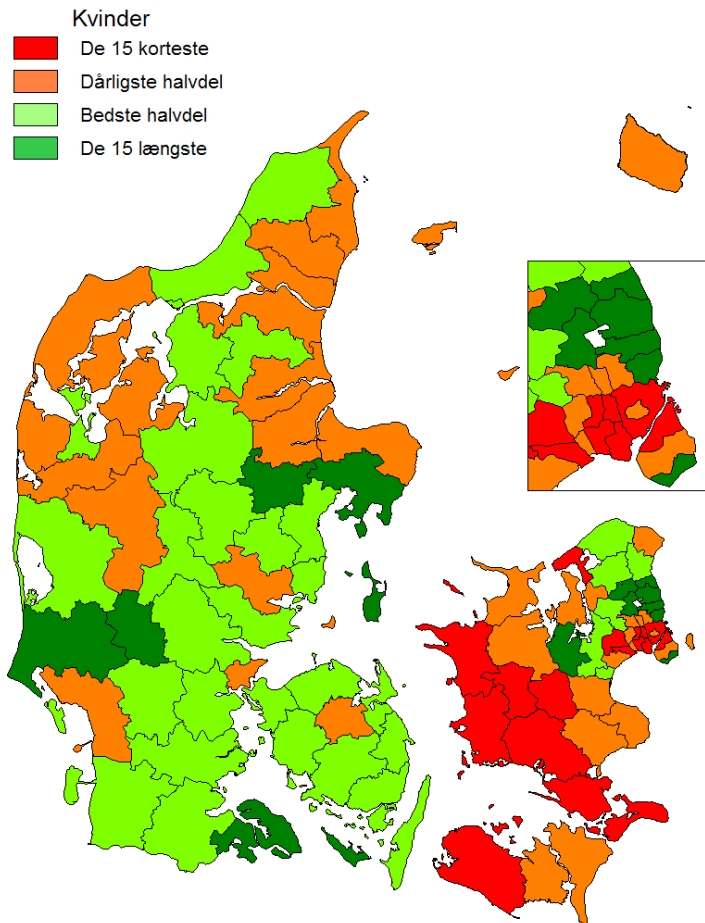 Kvinder
De 15 korteste
Dårligste halvdel
Bedste halvdel
De 15 længste